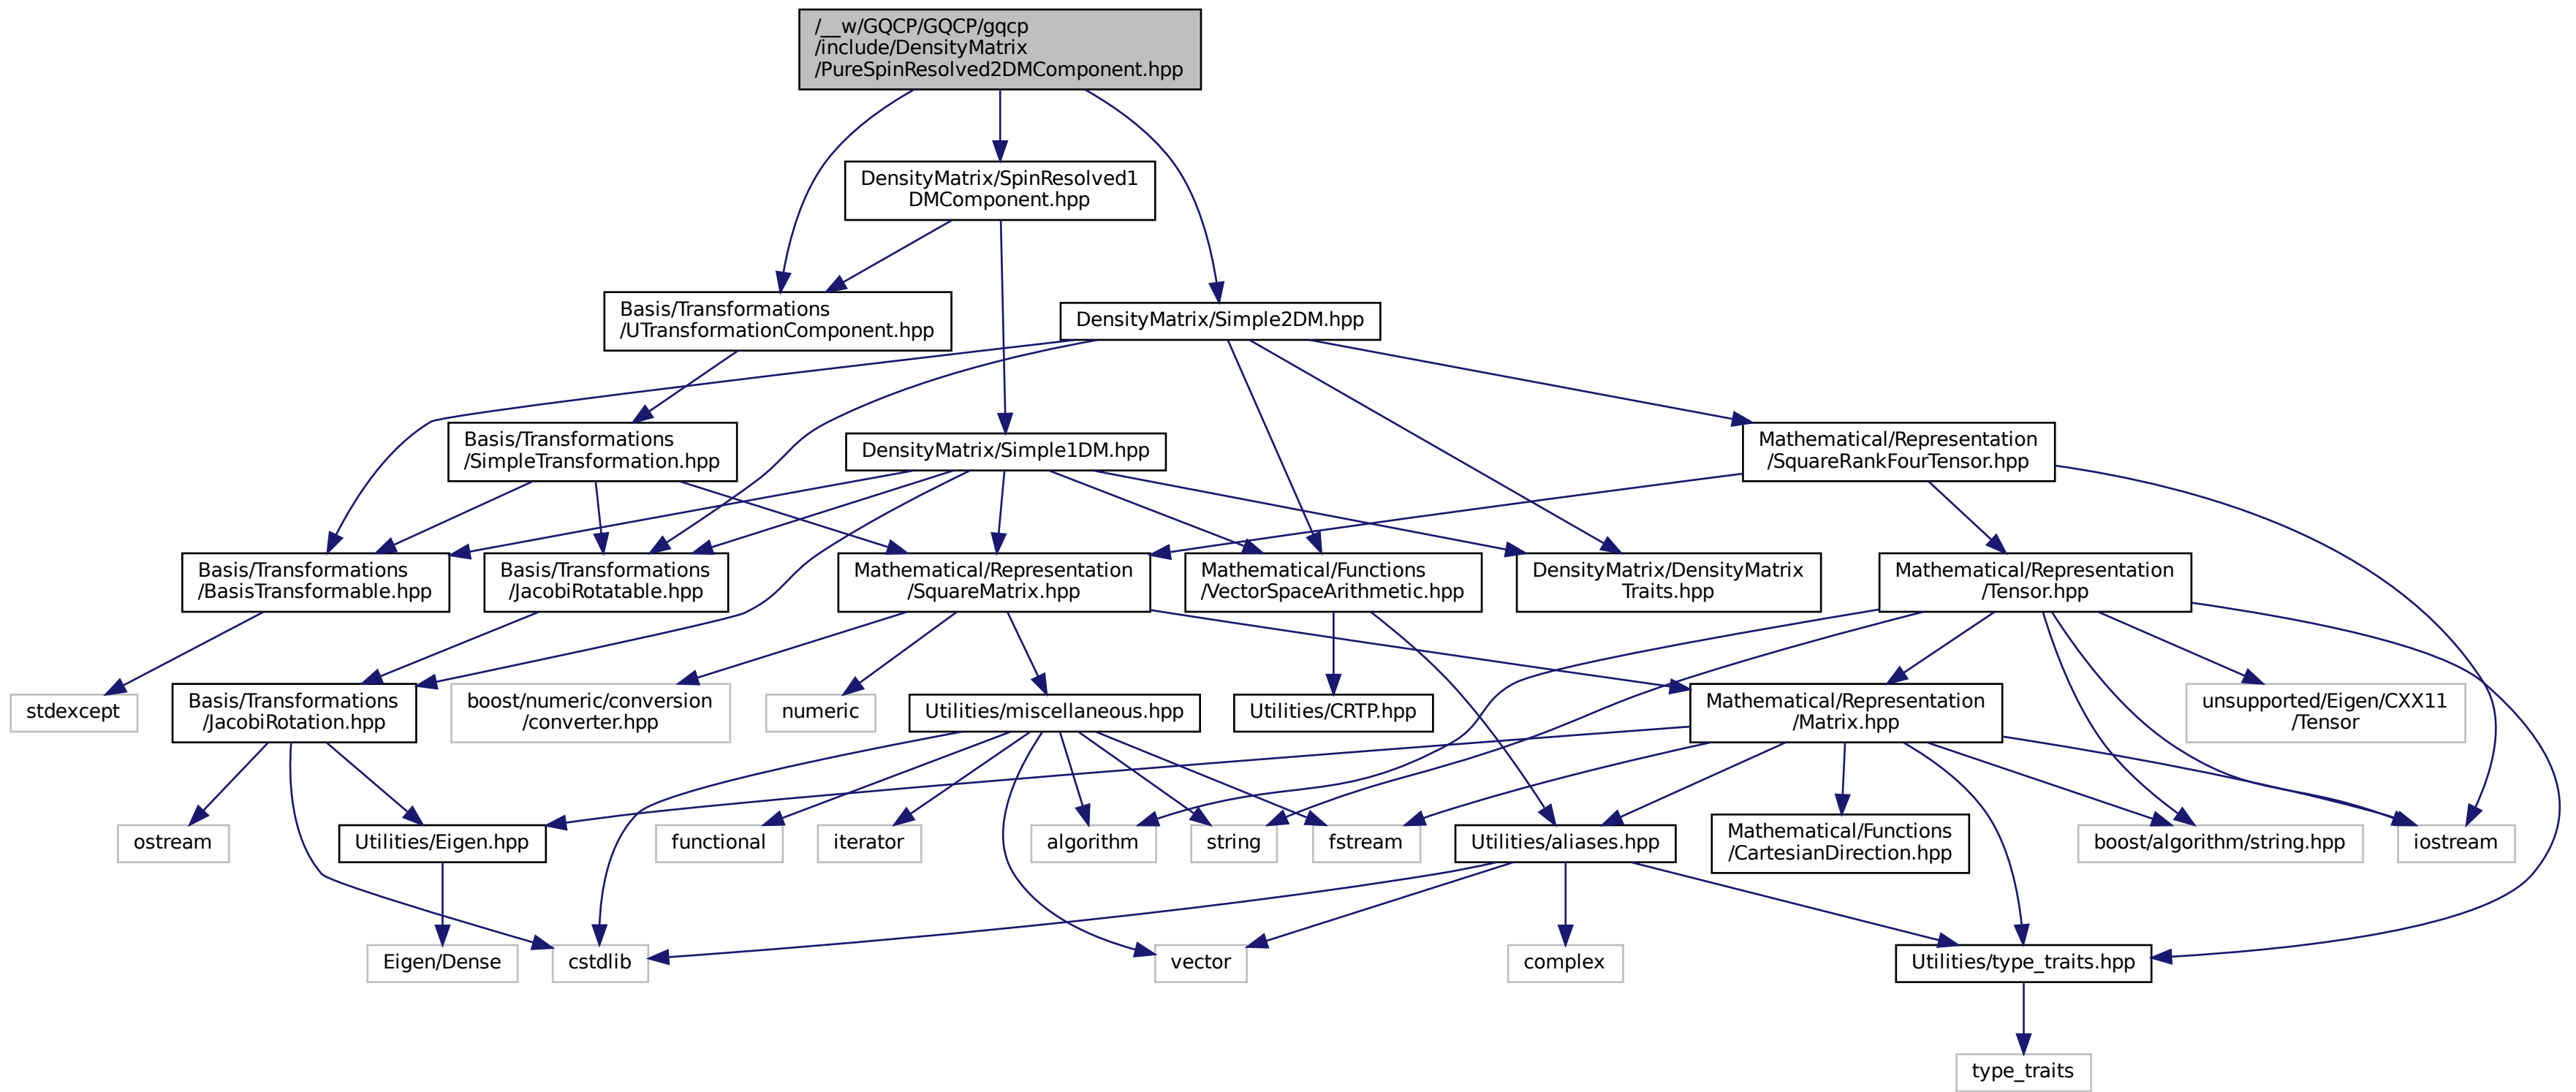 /__w/GQCP/GQCP/gqcp
/include/DensityMatrix
/PureSpinResolved2DMComponent.hpp
DensityMatrix/SpinResolved1
DMComponent.hpp
Basis/Transformations
/UTransformationComponent.hpp
DensityMatrix/Simple2DM.hpp
Basis/Transformations
/SimpleTransformation.hpp
DensityMatrix/Simple1DM.hpp
Mathematical/Representation
/SquareRankFourTensor.hpp
Basis/Transformations
/BasisTransformable.hpp
Basis/Transformations
/JacobiRotatable.hpp
Mathematical/Representation
/SquareMatrix.hpp
Mathematical/Functions
/VectorSpaceArithmetic.hpp
DensityMatrix/DensityMatrix
Traits.hpp
Mathematical/Representation
/Tensor.hpp
stdexcept
Basis/Transformations
/JacobiRotation.hpp
boost/numeric/conversion
/converter.hpp
numeric
Utilities/miscellaneous.hpp
Utilities/CRTP.hpp
Mathematical/Representation
/Matrix.hpp
unsupported/Eigen/CXX11
/Tensor
ostream
Utilities/Eigen.hpp
functional
iterator
algorithm
string
fstream
Utilities/aliases.hpp
Mathematical/Functions
/CartesianDirection.hpp
boost/algorithm/string.hpp
iostream
Eigen/Dense
cstdlib
vector
complex
Utilities/type_traits.hpp
type_traits